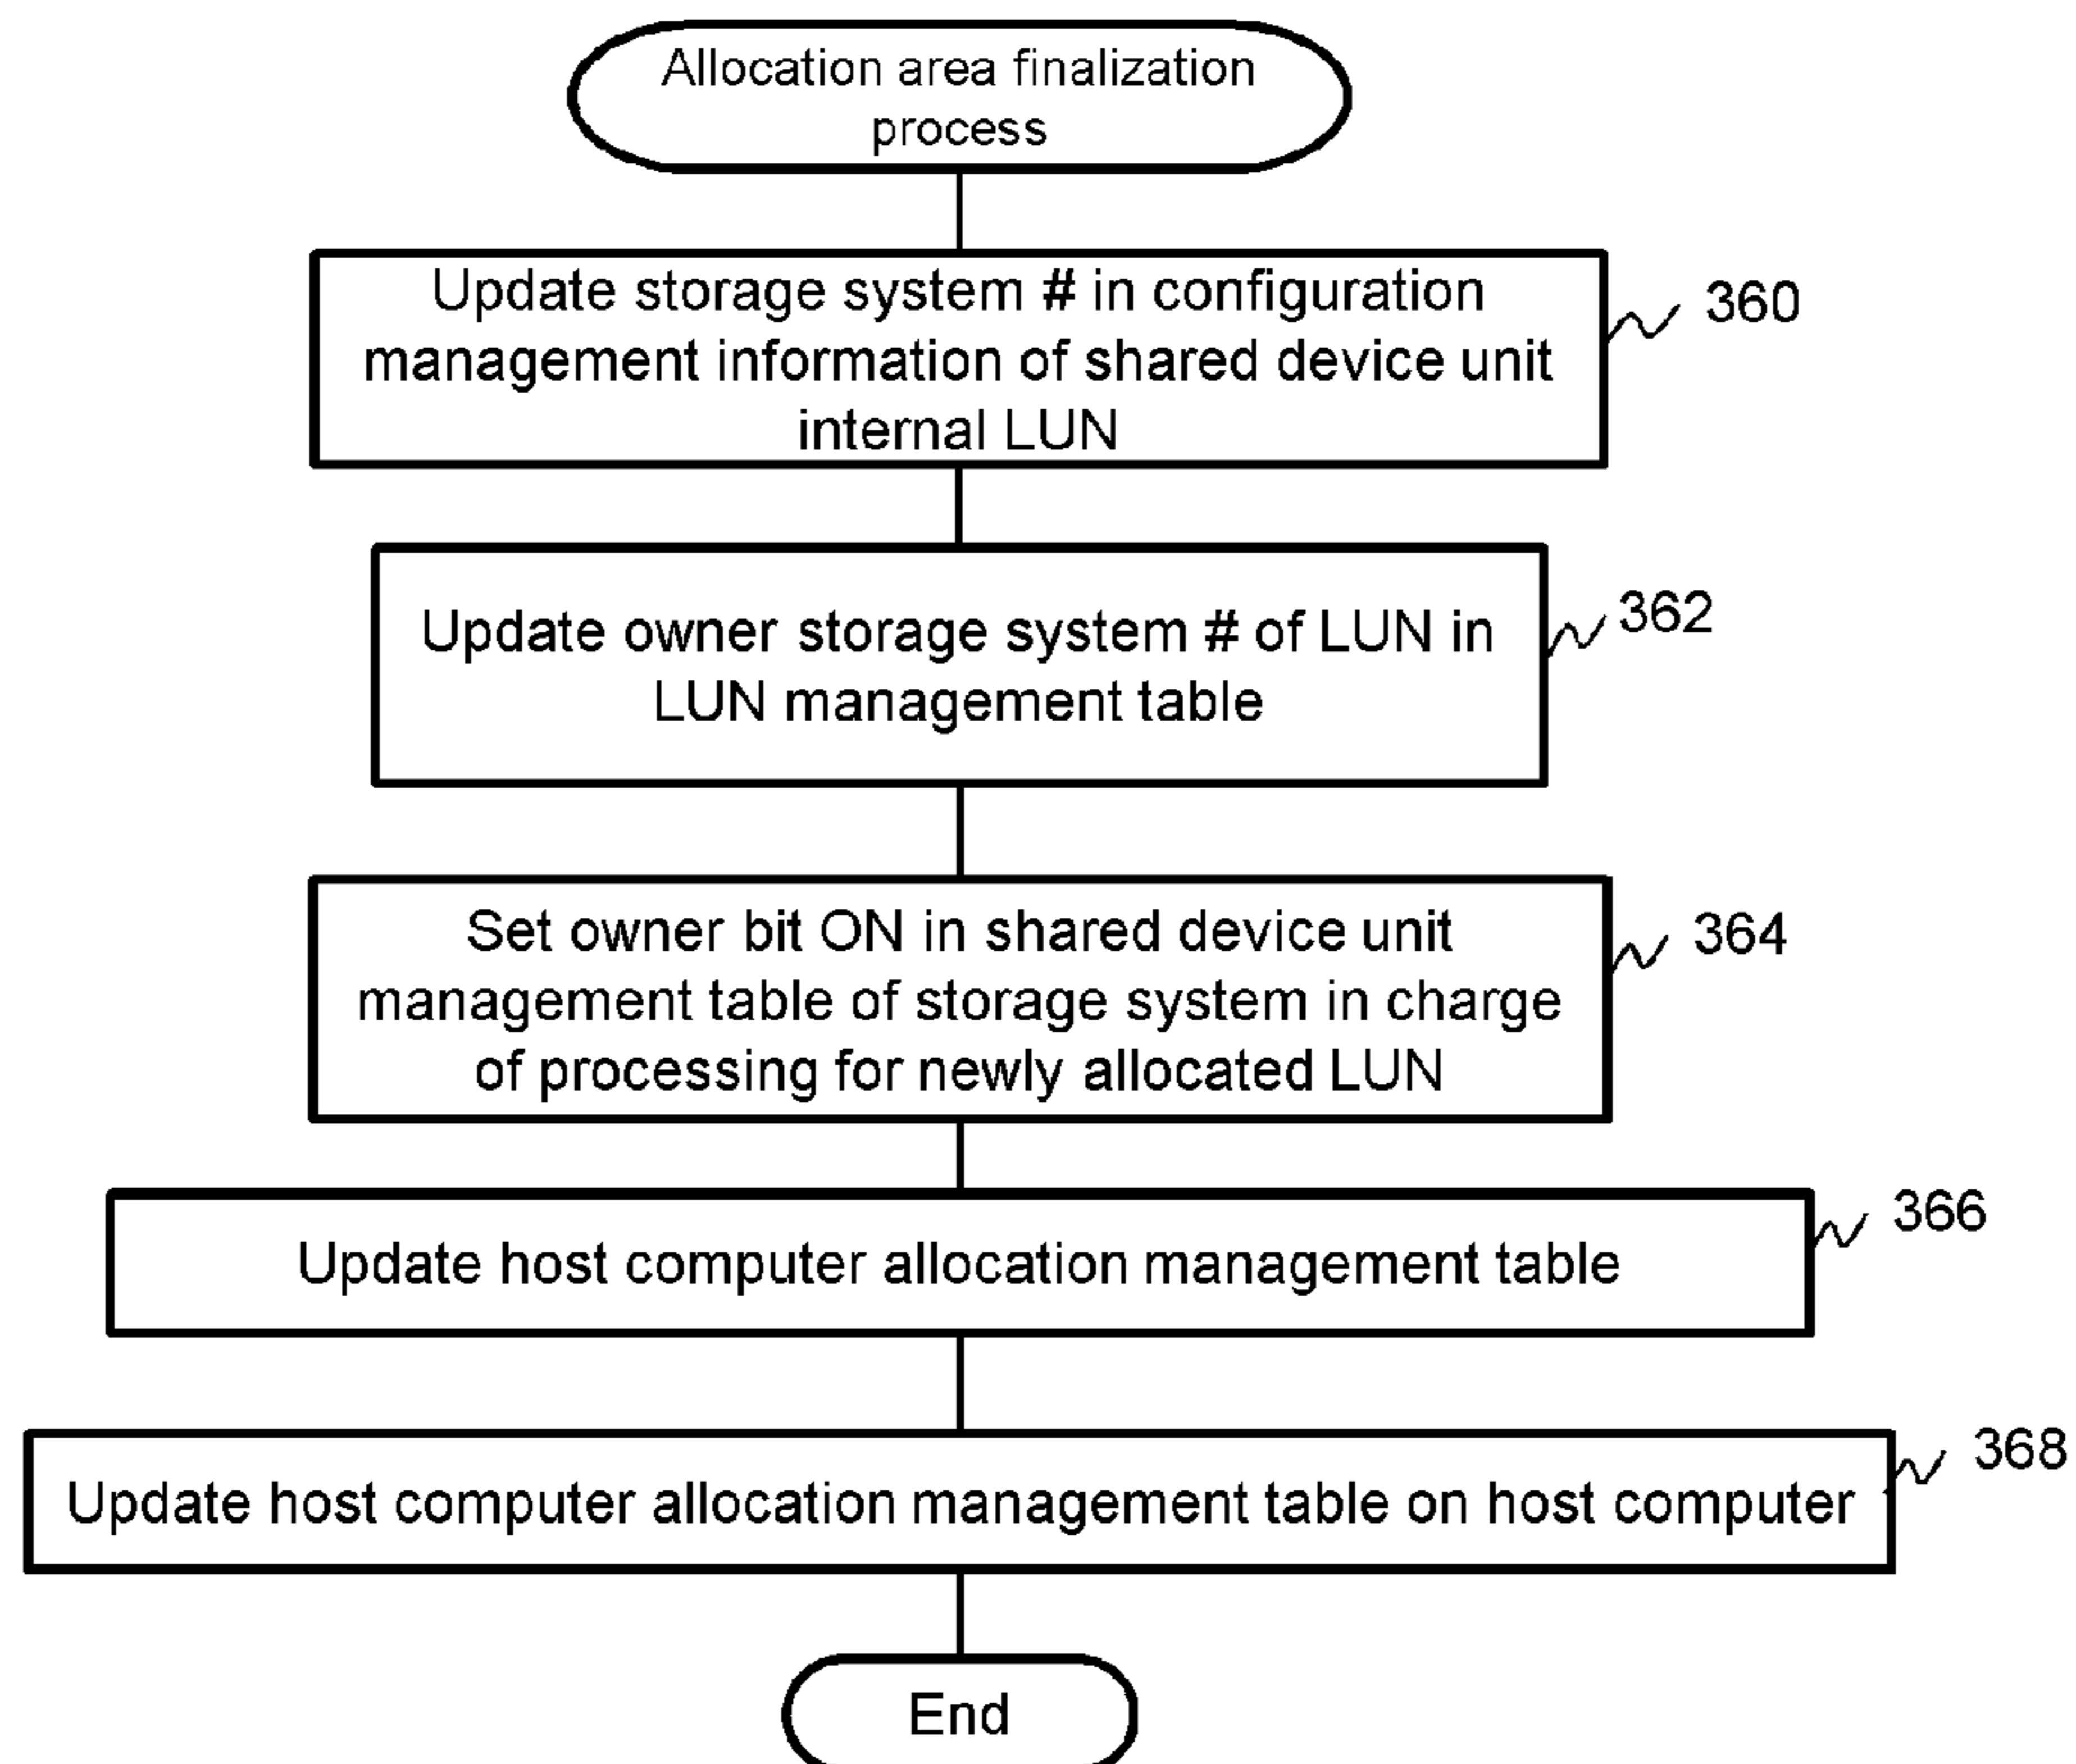 Allocation area finalization
process
Update storage system # in configuration
management information of shared device unit
internal LUN
360
Update owner storage system # of LUN in
LUN management table
362
Set owner bit ON in shared device unit
management table of storage system in charge
of processing for newly allocated LUN
364
Update host computer allocation management table
366
Update host computer allocation management table on host computer
368
End